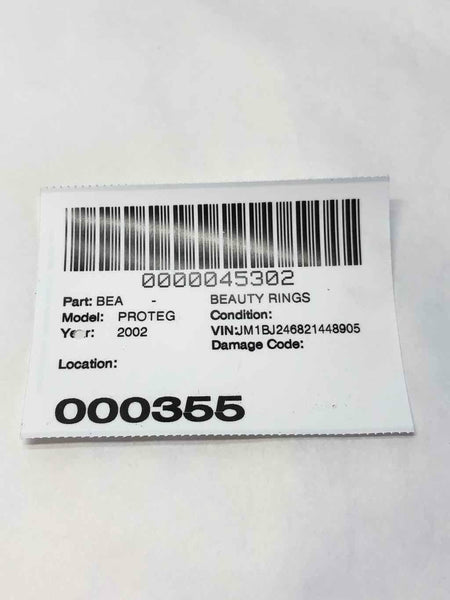 0000045302
Part: BEA - BEAUTY RINGS
Model: PROTEG Condition:
Year: 2002 VIN:JM1BJ246821448905
Damage Code:
Location:
000355